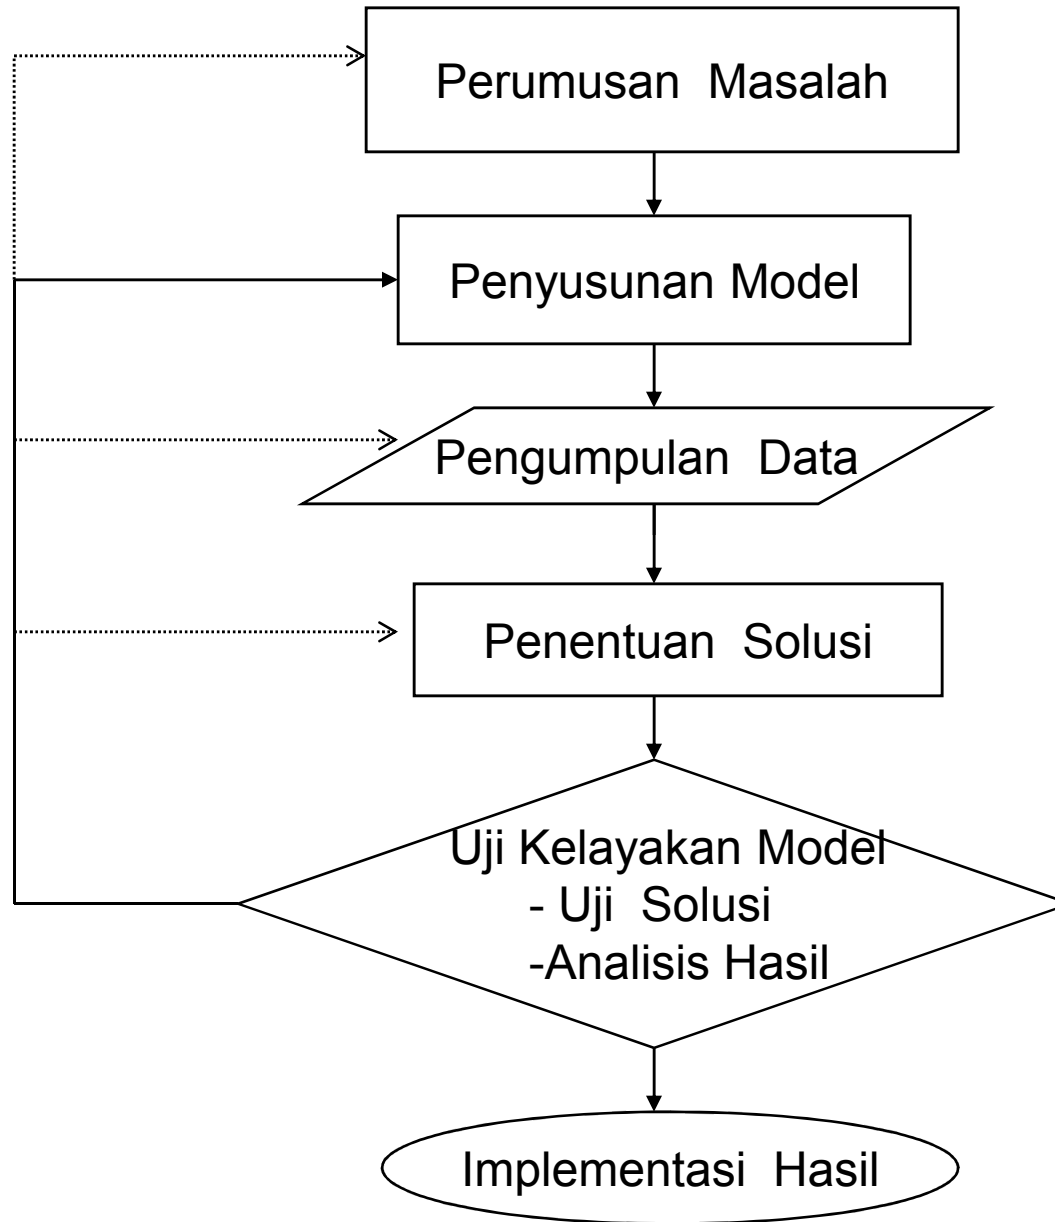 Perumusan  Masalah
Penyusunan Model
Pengumpulan  Data
Penentuan  Solusi
Uji Kelayakan Model
- Uji  Solusi
-Analisis Hasil
Implementasi  Hasil